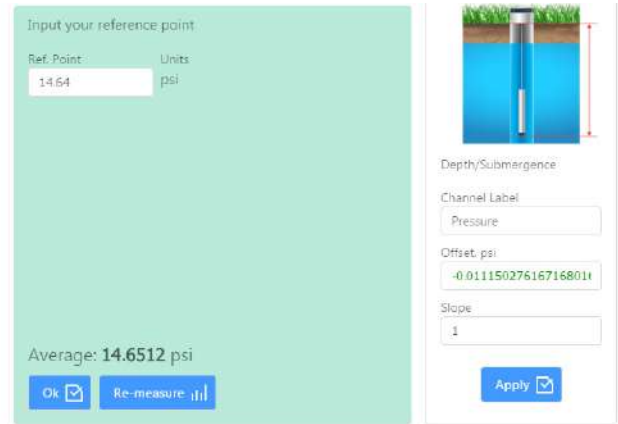 Input your reference point
Ref. Point Units
14.64 psi
Average: 14.6512 psi
Ok Re-measure
Depth/Submergence
Channel Label
Pressure
Offset, psi
-0.01115027616716801
Slope
1
Apply